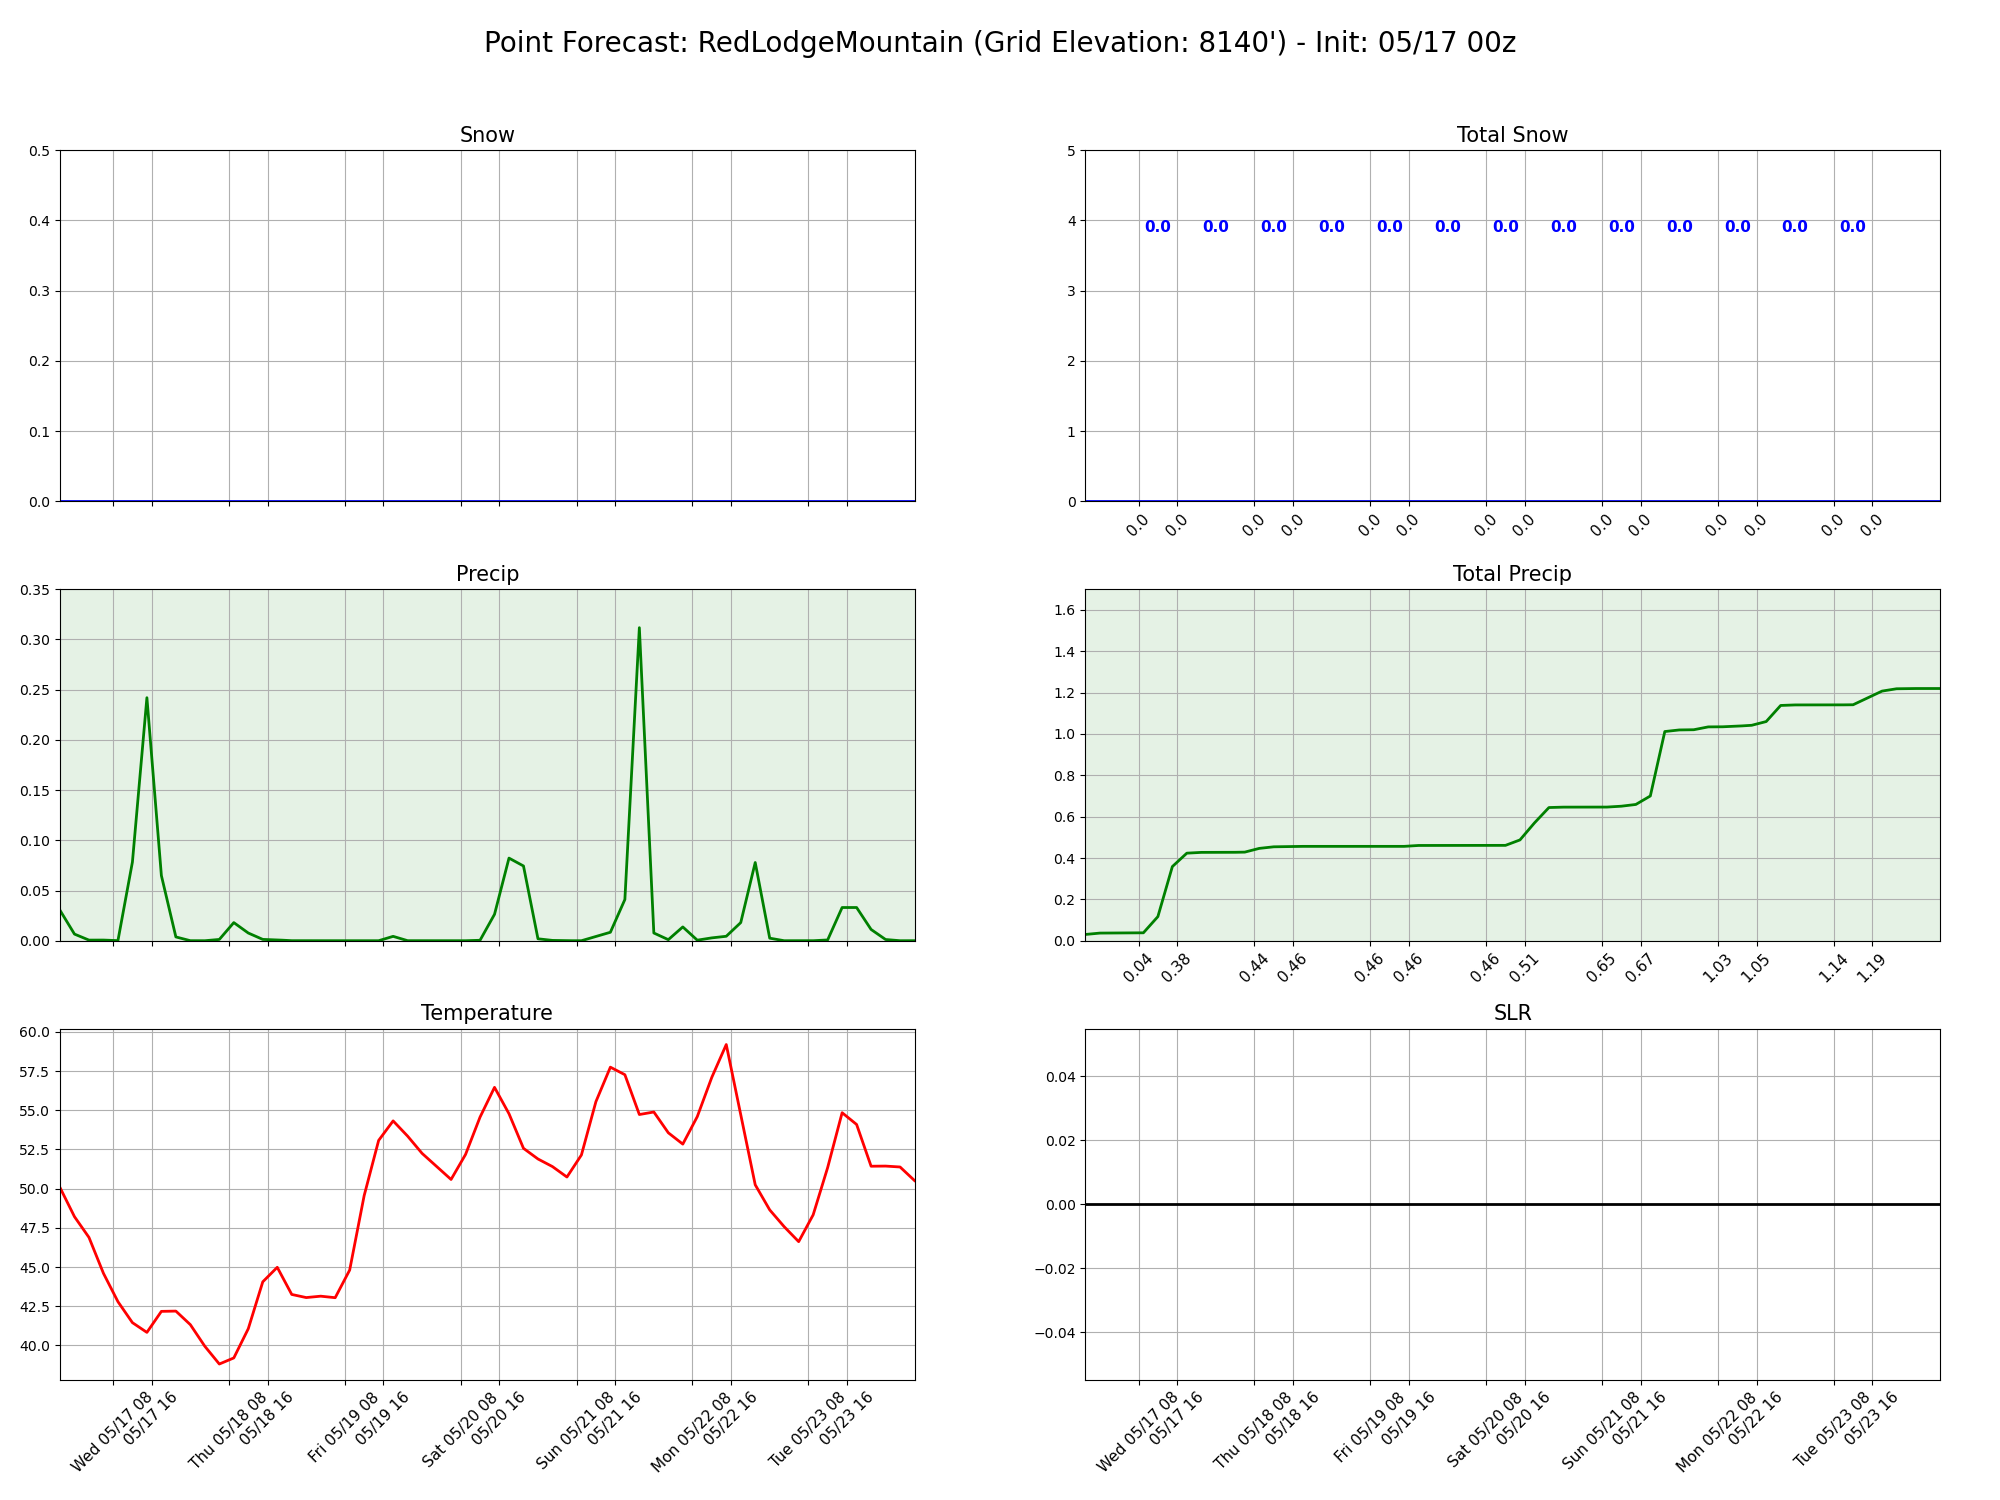 Point Forecast: RedLodgeMountain (Grid Elevation: 8140') - Init: 05/17 00z
Snow
0.5
0.4
0.3
0.2
0.1
0.0
Total Snow
5
4
3
2
1
0
0.0 0.0 0.0 0.0 0.0 0.0 0.0 0.0 0.0 0.0 0.0 0.0 0.0
0.0 0.0 0.0 0.0 0.0 0.0 0.0 0.0 0.0 0.0 0.0 0.0 0.0 0.0
Precip
0.35
0.30
0.25
0.20
0.15
0.10
0.05
0.00
Total Precip
1.6
1.4
1.2
1.0
0.8
0.6
0.4
0.2
0.0
0.04 0.38 0.44 0.46 0.46 0.46 0.46 0.51 0.65 0.67 1.03 1.05 1.14 1.19
Temperature
60.0
57.5
55.0
52.5
50.0
47.5
45.0
42.5
40.0
Wed 05/17 08
05/17 16
Thu 05/18 08
05/18 16
Fri 05/19 08
05/19 16
Sat 05/20 08
05/20 16
Sun 05/21 08
05/21 16
Mon 05/22 08
05/22 16
Tue 05/23 08
05/23 16
SLR
0.04
0.02
0.00
−0.02
−0.04
Wed 05/17 08
05/17 16
Thu 05/18 08
05/18 16
Fri 05/19 08
05/19 16
Sat 05/20 08
05/20 16
Sun 05/21 08
05/21 16
Mon 05/22 08
05/22 16
Tue 05/23 08
05/23 16